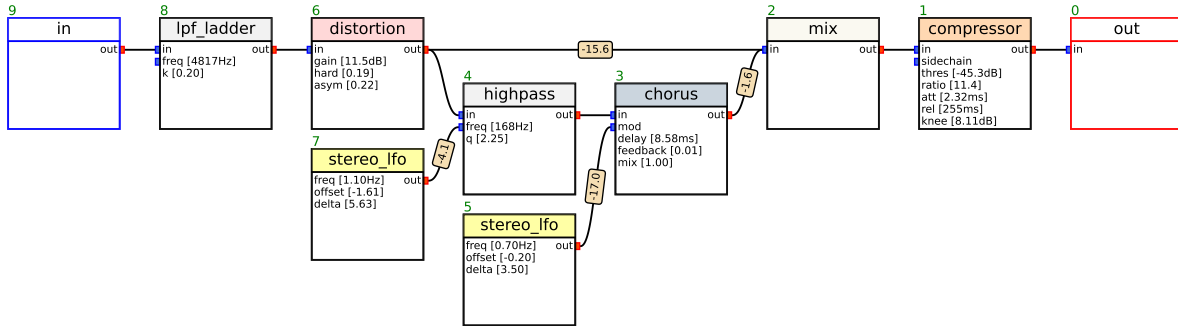 9
in
out
8
lpf_ladder
in out
freq [4817Hz]
k [0.20]
6
distortion
in out
gain [11.5dB]
hard [0.19]
asym [0.22]
-15.6
2
mix
in out
1
compressor
in out
sidechain
thres [-45.3dB]
ratio [11.4]
att [2.32ms]
rel [255ms]
knee [8.11dB]
0
out
in
4
highpass
in out
freq [168Hz]
q [2.25]
3
chorus
in out
mod
delay [8.58ms]
feedback [0.01]
mix [1.00]
-1.6
7
stereo_lfo
freq [1.10Hz] out
offset [-1.61]
delta [5.63]
-4.1
5
stereo_lfo
freq [0.70Hz] out
offset [-0.20]
delta [3.50]
-17.0